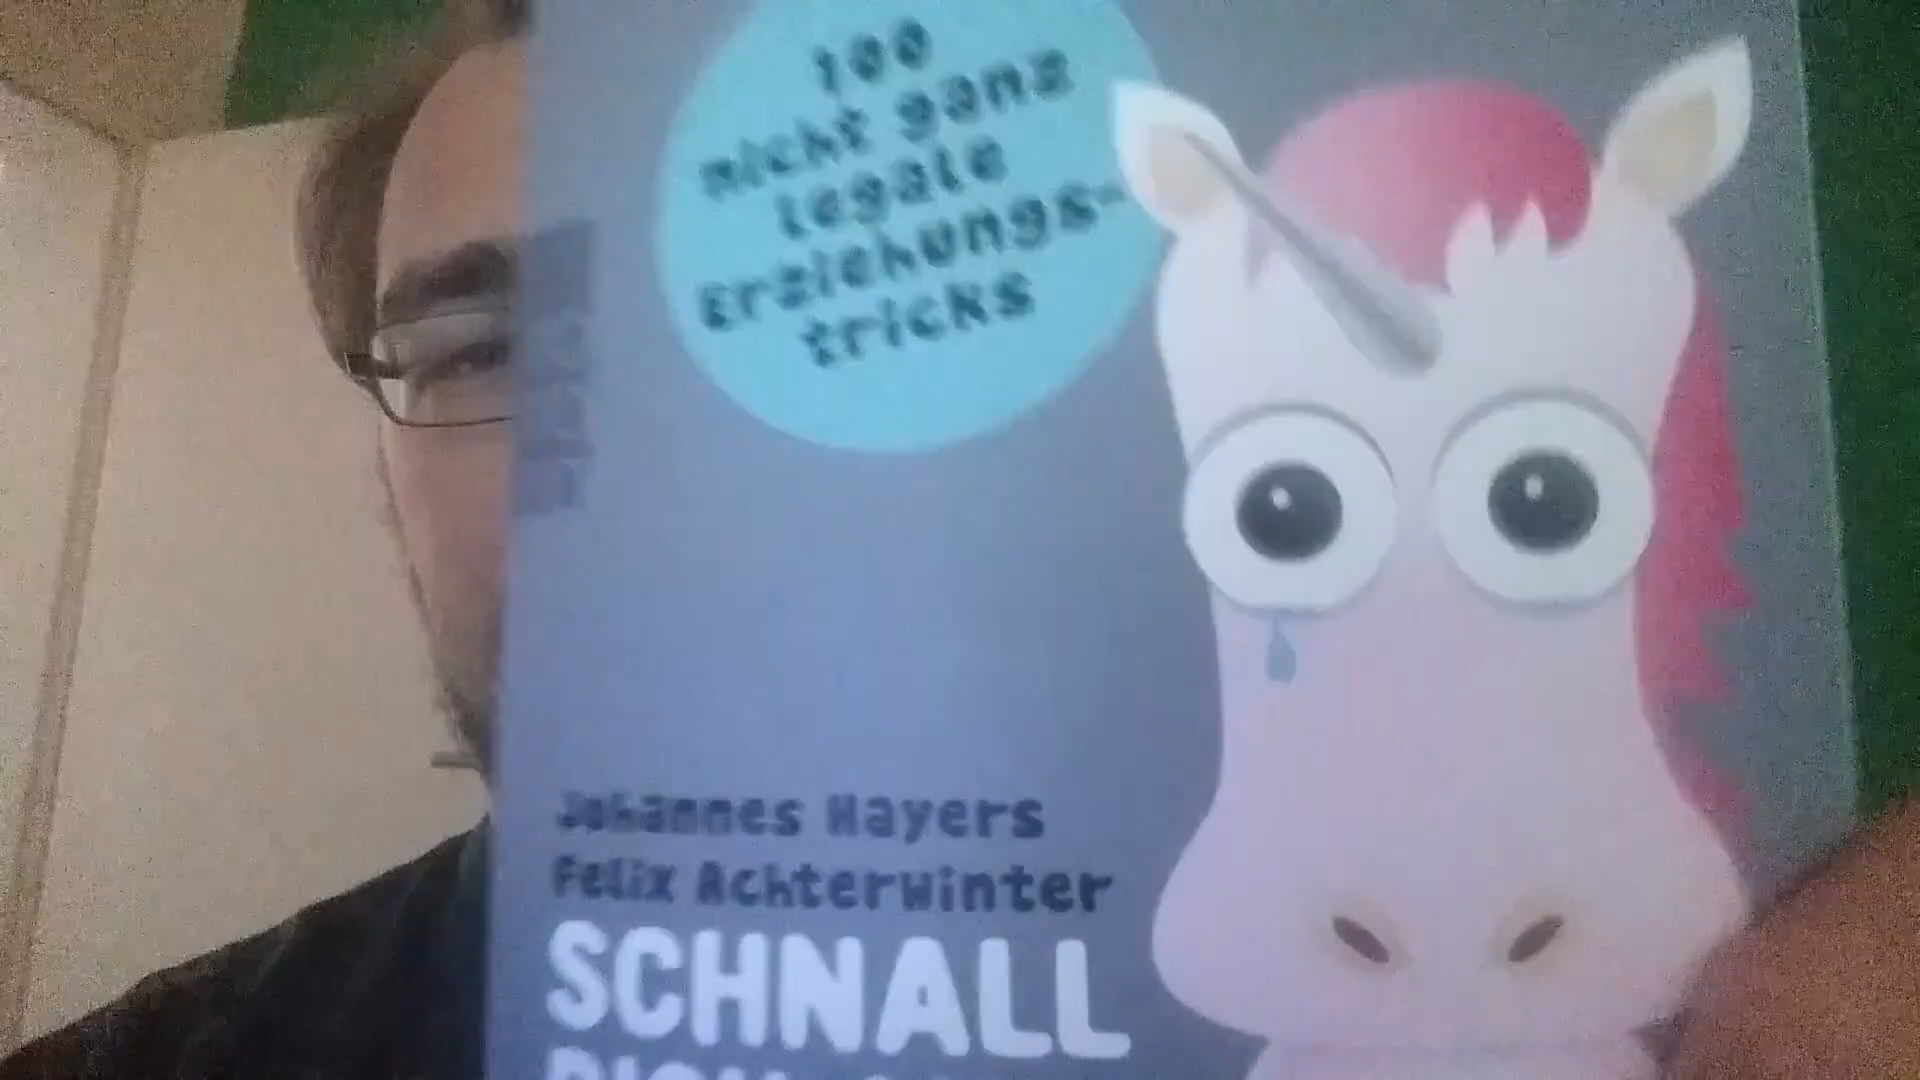 100
nicht ganz
legale
Erziehungs-
tricks
Johannes Hayers
Felix Achterwinter
SCHNALL